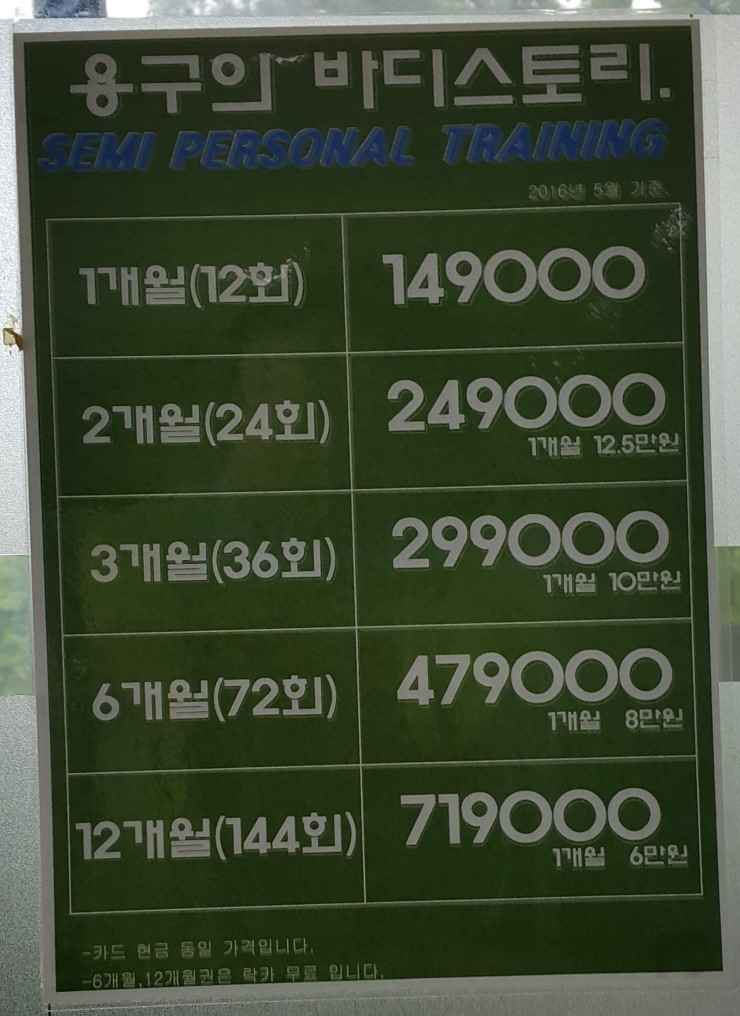 용구의 바디스토리.
SEMI PERSONAL TRAINING
2016년 5월 기준.
1개월(12회) 149000
2개월(24회) 249000
1개월 12.5만원
3개월(36회) 299000
1개월 10만원
6개월(72회) 479000
1개월 8만원
12개월(144회) 719000
1개월 6만원
-카드 현금 동일 가격입니다.
-6개월,12개월권은 락카 무료 입니다.